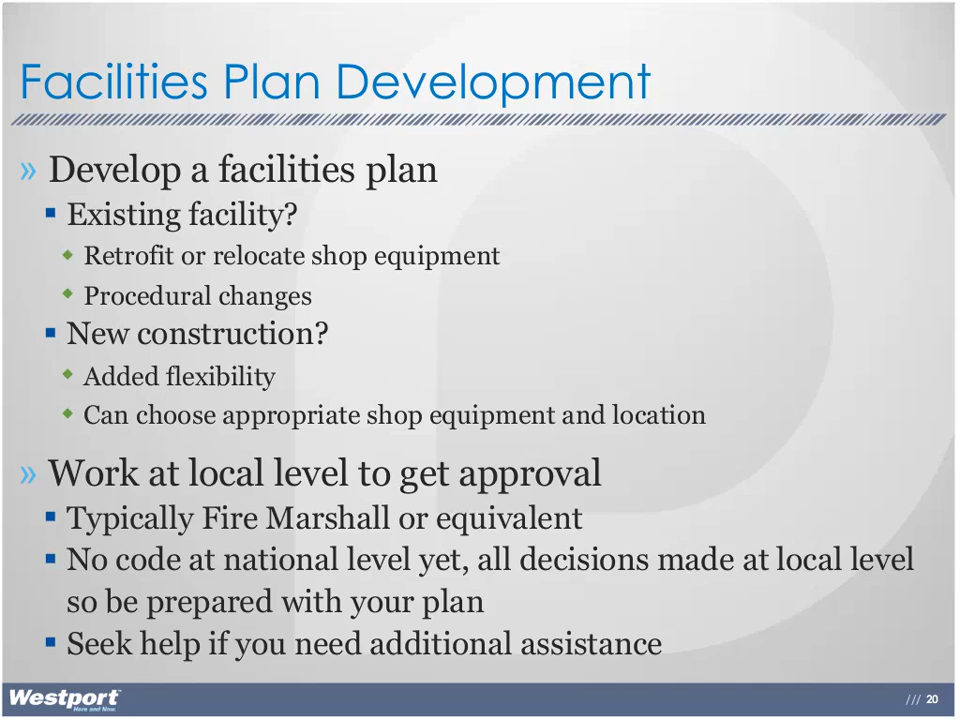 Facilities Plan Development
» Develop a facilities plan
▪ Existing facility?
◆ Retrofit or relocate shop equipment
◆ Procedural changes
▪ New construction?
◆ Added flexibility
◆ Can choose appropriate shop equipment and location
» Work at local level to get approval
▪ Typically Fire Marshall or equivalent
▪ No code at national level yet, all decisions made at local level
so be prepared with your plan
▪ Seek help if you need additional assistance
Westport™
Here and Now.
/// 20